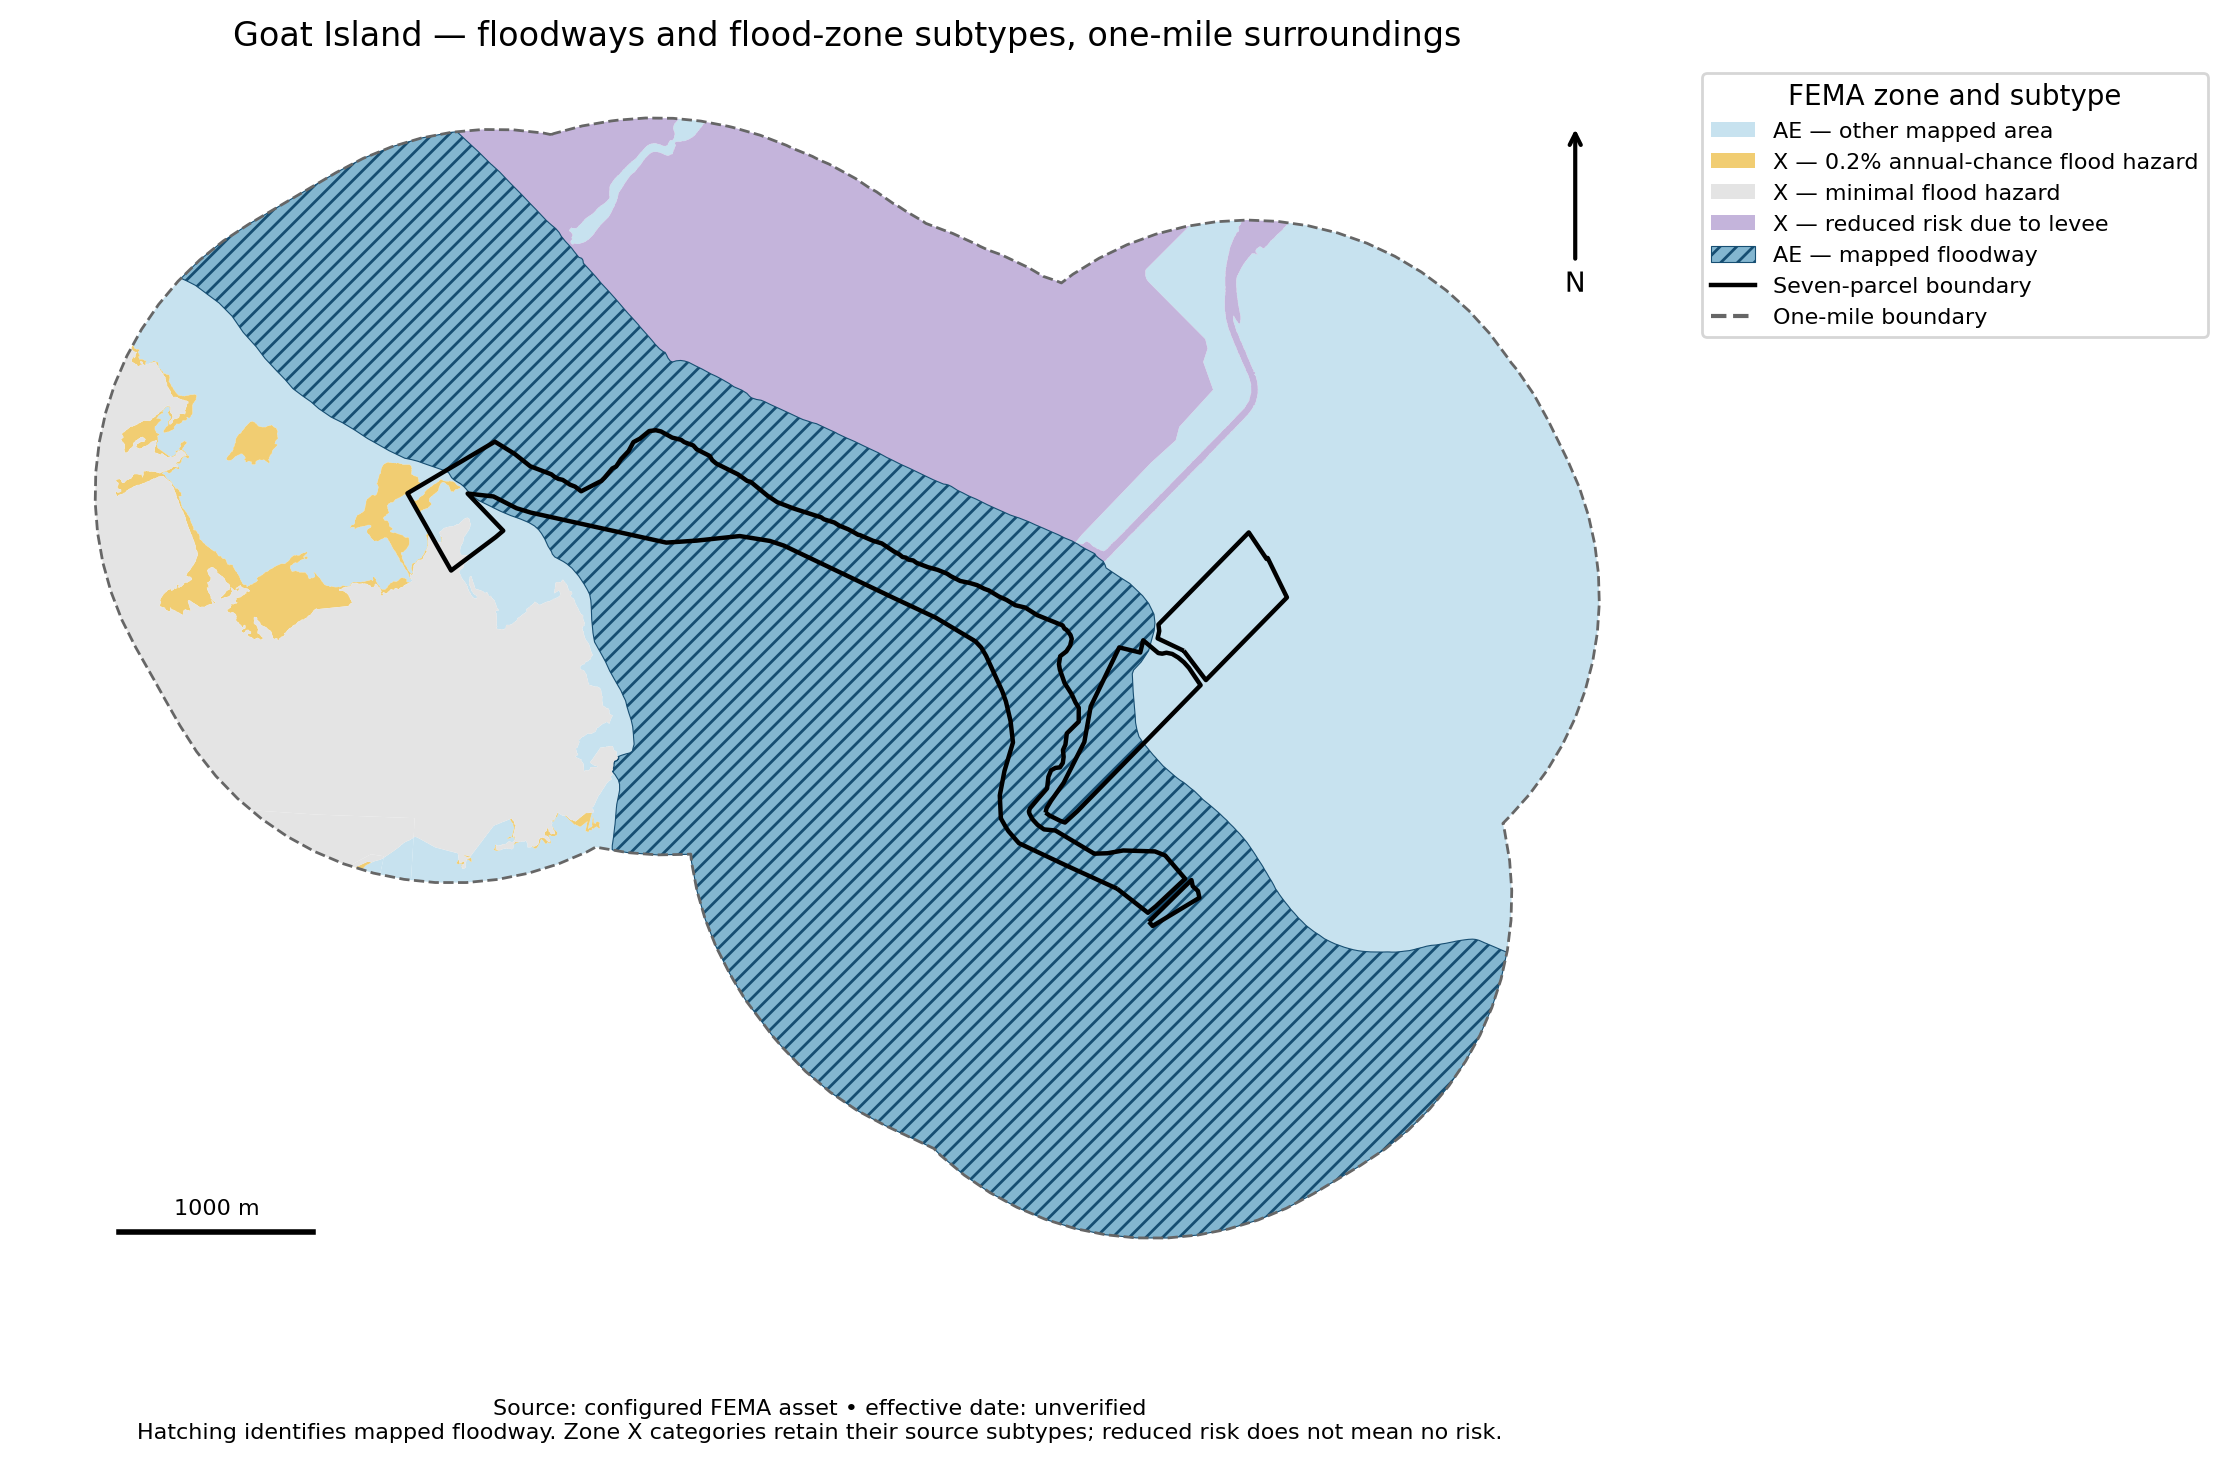 Goat Island — floodways and flood-zone subtypes, one-mile surroundings
FEMA zone and subtype
AE — other mapped area
X — 0.2% annual-chance flood hazard
X — minimal flood hazard
X — reduced risk due to levee
AE — mapped floodway
Seven-parcel boundary
One-mile boundary
N
1000 m
Source: configured FEMA asset • effective date: unverified
Hatching identifies mapped floodway. Zone X categories retain their source subtypes; reduced risk does not mean no risk.